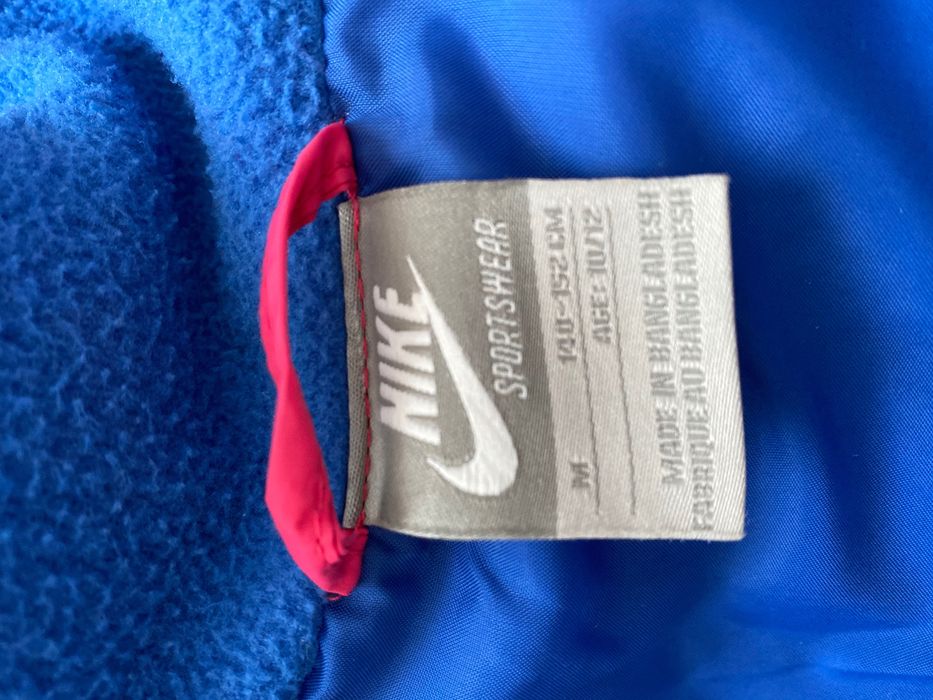 NIKE
SPORTSWEAR
M 140-152 CM
AGE: 10/12
MADE IN BANGLADESH
FABRIQUE AU BANGLADESH